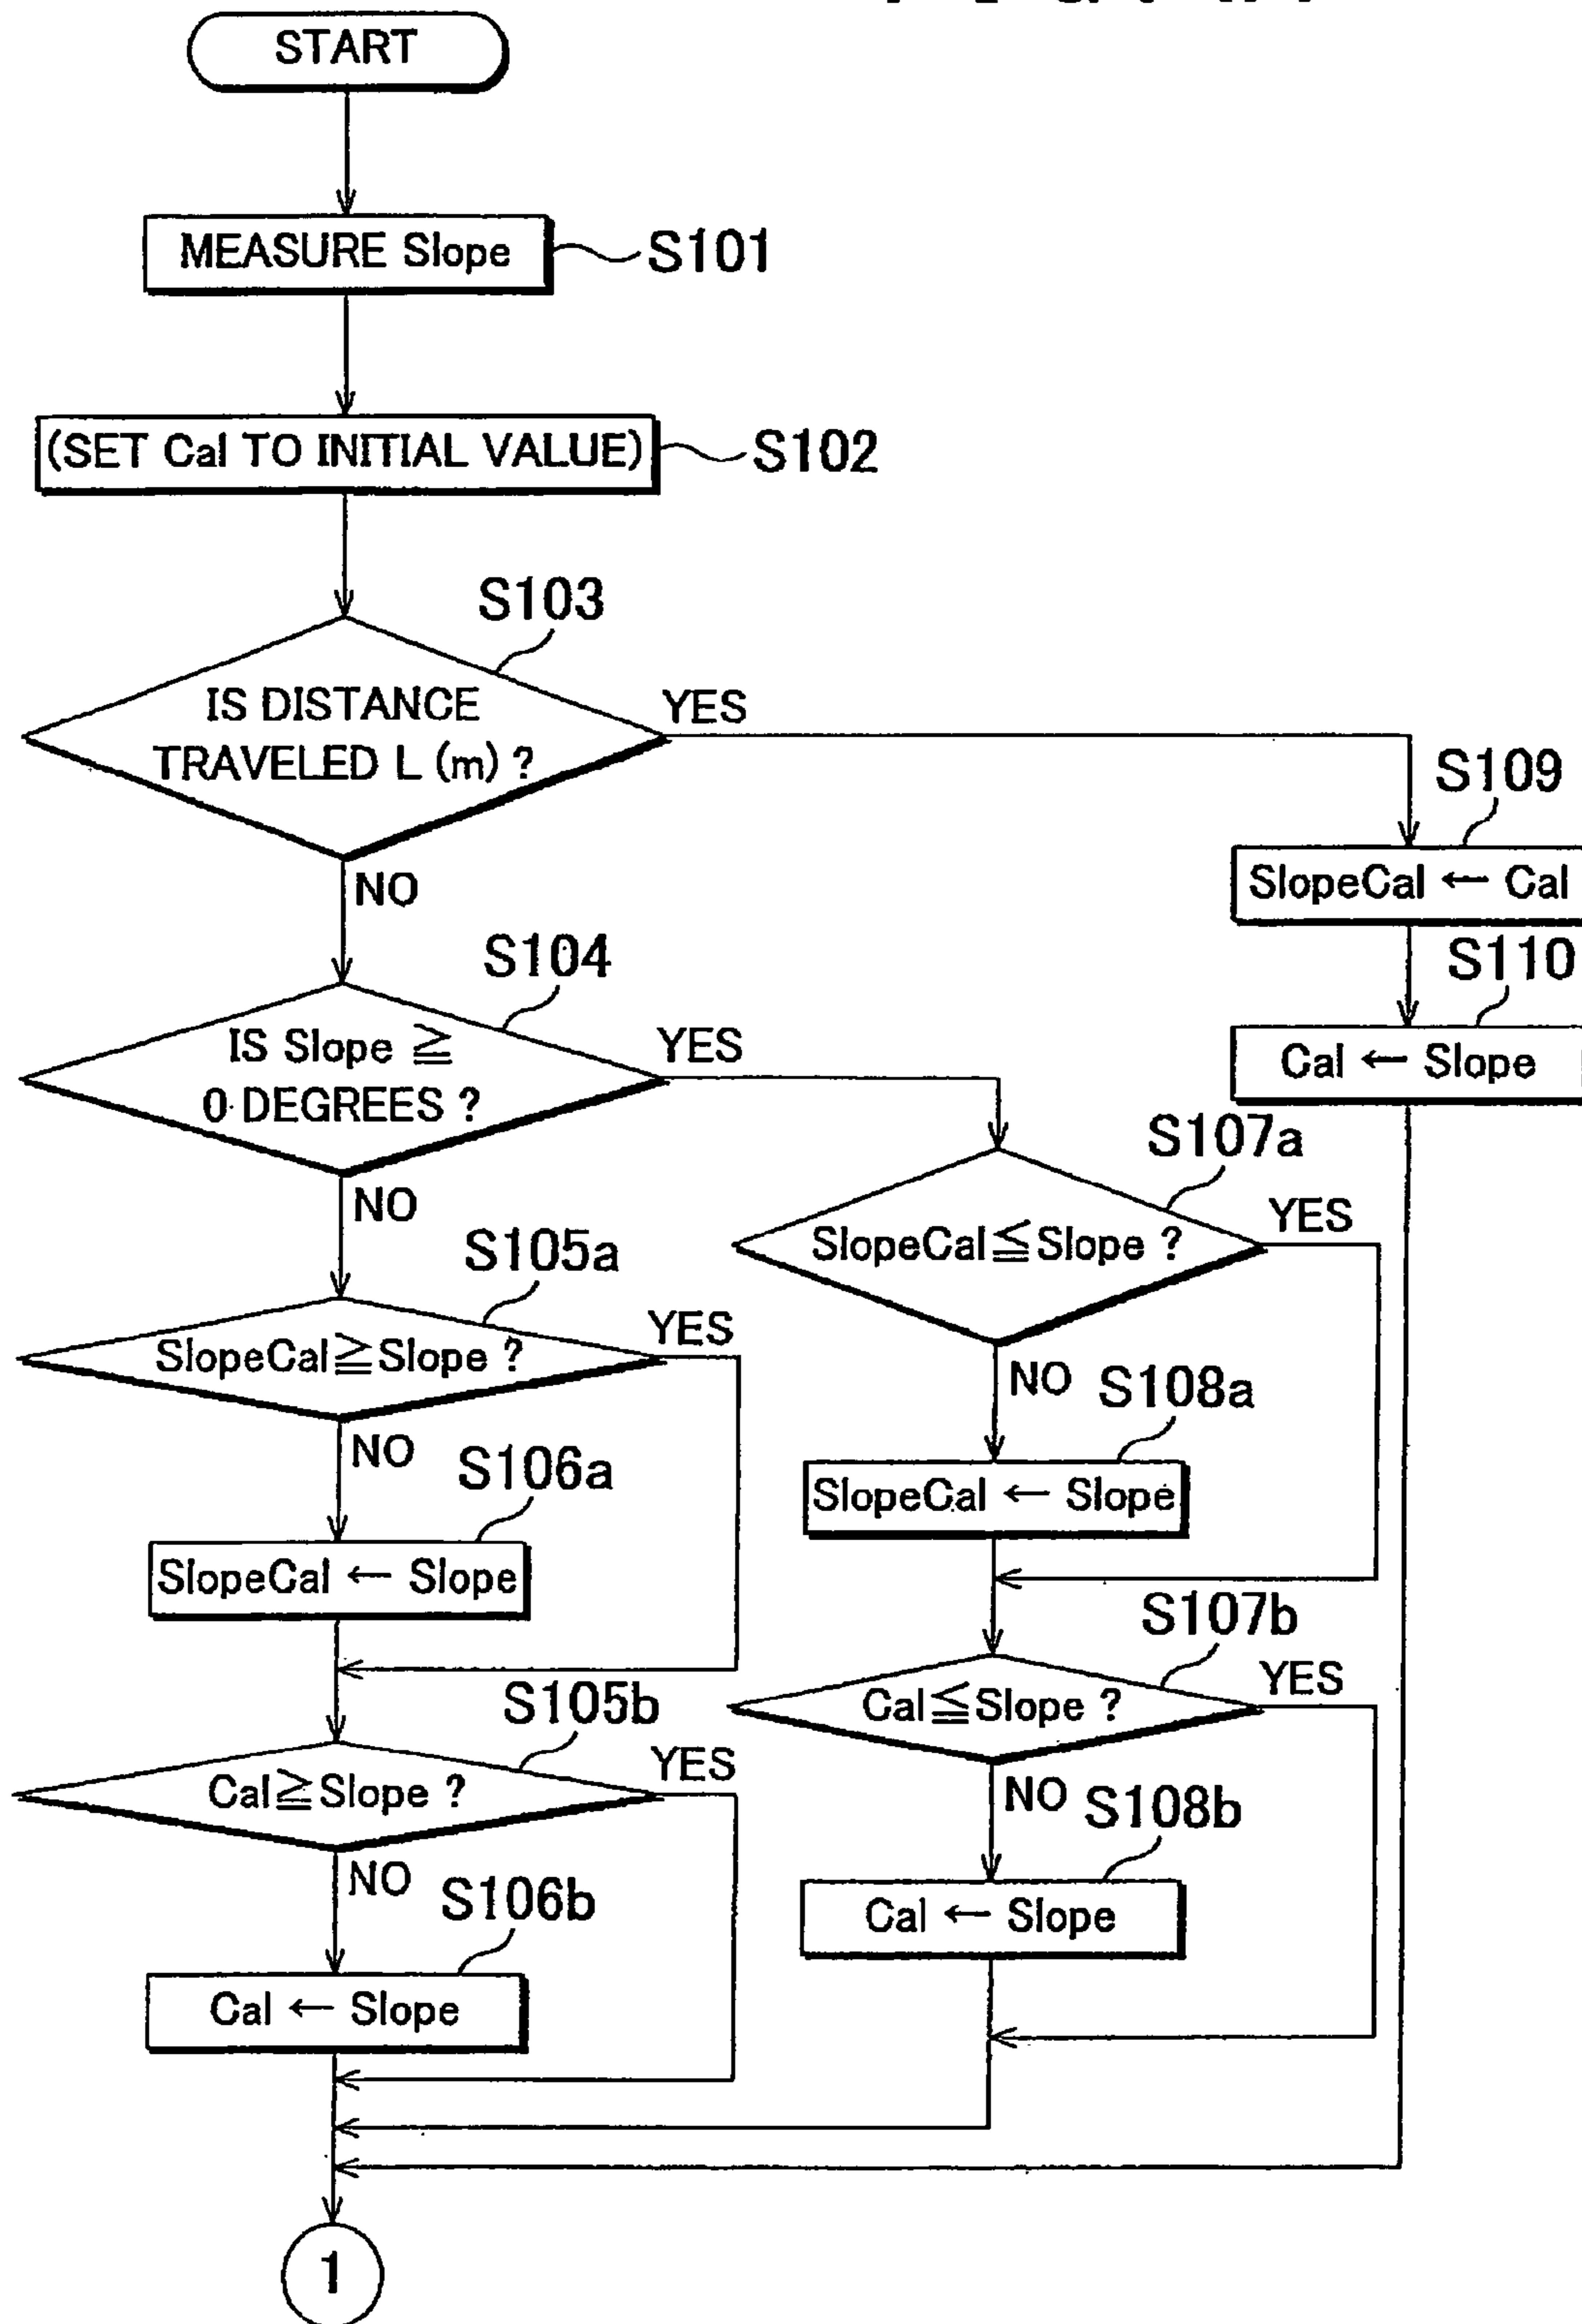 START
MEASURE Slope
S101
(SET Cal TO INITIAL VALUE)
S102
S103
IS DISTANCE
TRAVELED L (m) ?
YES
NO
S109
SlopeCal ← Cal
S110
Cal ← Slope
S104
IS Slope ≧
0 DEGREES ?
YES
NO
S107a
SlopeCal≦Slope ?
YES
NO
S108a
SlopeCal ← Slope
S105a
SlopeCal≧Slope ?
YES
NO
S106a
SlopeCal ← Slope
S107b
Cal≦Slope ?
YES
NO
S108b
Cal ← Slope
S105b
Cal≧Slope ?
YES
NO
S106b
Cal ← Slope
1